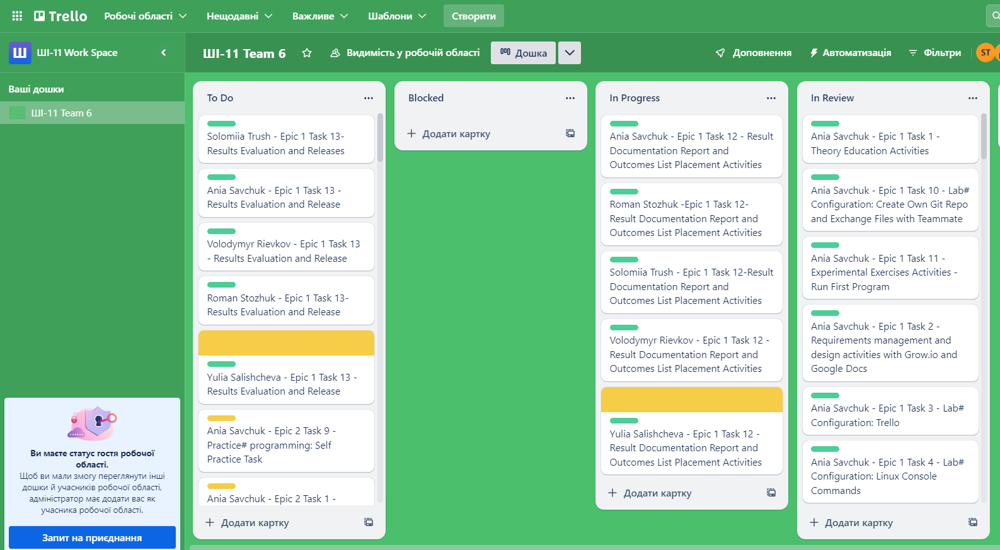 Trello
Робочі області
Нещодавні
Важливе
Шаблони
Створити
Ш
ШІ-11 Work Space
ШІ-11 Team 6
Видимість у робочій області
Дошка
Доповнення
Автоматизація
Фільтри
ST
Ваші дошки
ШІ-11 Team 6
Ви маєте статус гостя робочої
області.
Щоб ви мали змогу переглянути інші
дошки й учасників робочої області,
адміністратор має додати вас як
учасника робочої області.
Запит на приєднання
To Do
Solomiia Trush - Epic 1 Task 13-
Results Evaluation and Releases
Ania Savchuk - Epic 1 Task 13 -
Results Evaluation and Release
Volodymyr Rievkov - Epic 1 Task 13
- Results Evaluation and Release
Roman Stozhuk - Epic 1 Task 13-
Results Evaluation and Release
Yulia Salishcheva - Epic 1 Task 13 -
Results Evaluation and Release
Ania Savchuk - Epic 2 Task 9 -
Practice# programming: Self
Practice Task
Ania Savchuk - Epic 2 Task 1 -
Додати картку
Blocked
Додати картку
In Progress
Ania Savchuk - Epic 1 Task 12 - Result
Documentation Report and
Outcomes List Placement Activities
Roman Stozhuk -Epic 1 Task 12-
Result Documentation Report and
Outcomes List Placement Activities
Solomiia Trush - Epic 1 Task 12-Result
Documentation Report and
Outcomes List Placement Activities
Volodymyr Rievkov - Epic 1 Task 12 -
Result Documentation Report and
Outcomes List Placement Activities
Yulia Salishcheva - Epic 1 Task 12 -
Result Documentation Report and
Outcomes List Placement Activities
Додати картку
In Review
Ania Savchuk - Epic 1 Task 1 -
Theory Education Activities
Ania Savchuk - Epic 1 Task 10 - Lab#
Configuration: Create Own Git Repo
and Exchange Files with Teammate
Ania Savchuk - Epic 1 Task 11 -
Experimental Exercises Activities -
Run First Program
Ania Savchuk - Epic 1 Task 2 -
Requirements management and
design activities with Grow.io and
Google Docs
Ania Savchuk - Epic 1 Task 3 - Lab#
Configuration: Trello
Ania Savchuk - Epic 1 Task 4 - Lab#
Configuration: Linux Console
Commands
Додати картку